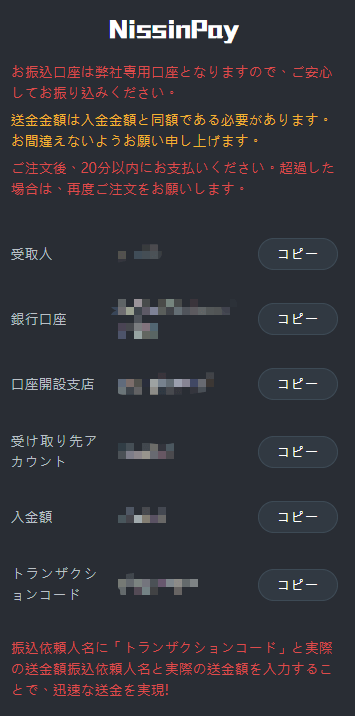 NissinPay
お振込口座は弊社専用口座となりますので、ご安心
してお振り込みください。
送金金額は入金金額と同額である必要があります。
お間違えないようお願い申し上げます。
ご注文後、20分以内にお支払いください。超過した
場合は、再度ご注文をお願いします。
受取人
コピー
銀行口座
コピー
口座開設支店
コピー
受け取り先ア
カウント
コピー
入金額
コピー
トランザクシ
ョンコード
コピー
振込依頼人名に「トランザクションコード」と実際
の送金額振込依頼人名と実際の送金額を入力するこ
とで、迅速な送金を実現!